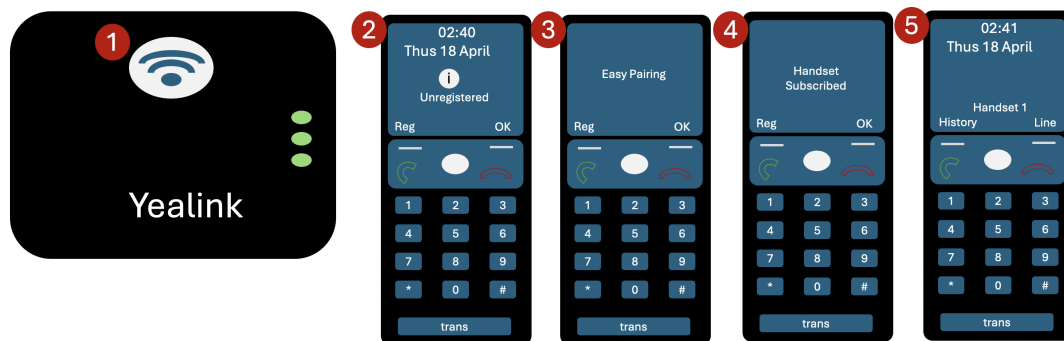 1
Yealink
2
02:40
Thus 18 April
i
Unregistered
Reg OK
1 2 3
4 5 6
7 8 9
* 0 #
trans
3
Easy Pairing
Reg OK
1 2 3
4 5 6
7 8 9
* 0 #
trans
4
Handset
Subscribed
Reg OK
1 2 3
4 5 6
7 8 9
* 0 #
trans
5
02:41
Thus 18 April
Handset 1
History Line
1 2 3
4 5 6
7 8 9
* 0 #
trans